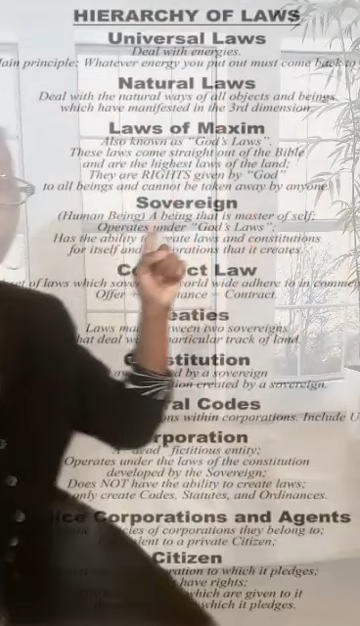 HIERARCHY OF LAWS
Universal Laws
Deal with energies.
Main principle: Whatever energy you put out must come back to
Natural Laws
Deal with the natural ways of all objects and beings
which have manifested in the 3rd dimension
Laws of Maxim
Also known as "God's Laws".
These laws come straight out of the Bible
and are the highest laws of the land;
They are RIGHTS given by "God"
to all beings and cannot be taken away by anyone
Sovereign
(Human Being) A being that is master of self;
Operates under "God's Laws";
Has the ability to create laws and constitutions
for itself and orations that it creates.
Co ct Law
et of laws which sove world wide adhere to in commer
Offer ance = Contract.
eaties
Laws ma ween two sovereigns
hat deal w particular track of land.
stitution
ed by a sovereign
tion created by a sovereign.
al Codes
ns within corporations. Include U
rporation
A "dead" fictitious entity;
Operates under the laws of the constitution
developed by the Sovereign;
Does NOT have the ability to create laws;
only create Codes, Statutes, and Ordinances.
ice Corporations and Agents
cies of corporations they belong to;
lent to a private Citizen;
Citizen
ration to which it pledges;
have rights;
which are given to it
which it pledges.